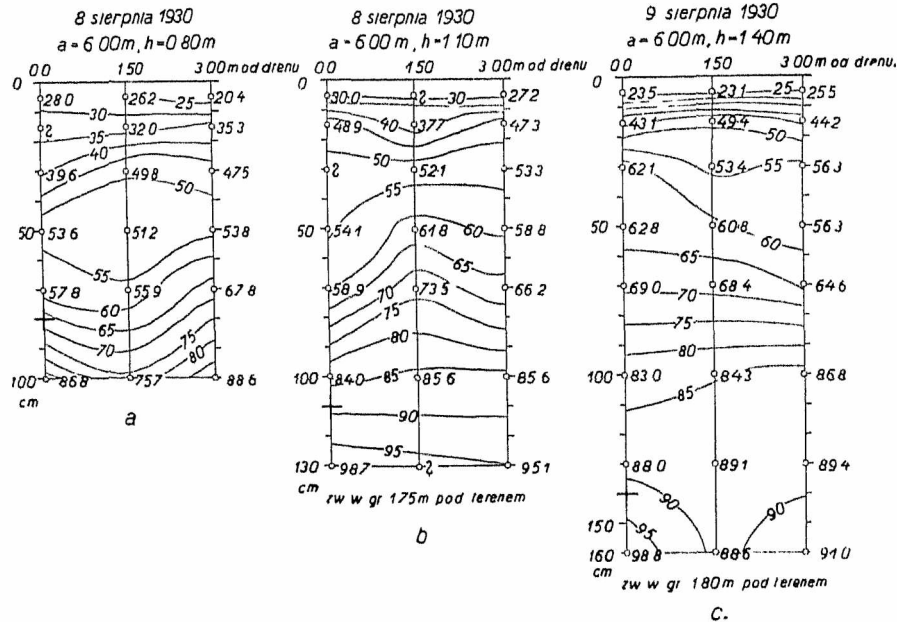 8 sierpnia 1930
a = 6 00 m, h = 0 80 m
0 0 1 50 3 00 m od drenu
0
28 0 26 2 25 20 4
30
2 35 32 0 35 3
40
39 6 49 8 47 5
50
50 53 6 51 2 53 8
55
57 8 55 9 67 8
60
65
70 75
80
100 86 8 75 7 88 6
cm
a
8 sierpnia 1930
a = 6 00 m, h = 1 10 m
0 0 1 50 3 00 m od drenu
0
30 0 2 30 27 2
48 9 40 37 7 47 3
50
2 52 1 53 3
55
50 54 1 61 8 60 58 8
65
58 9 70 73 5 66 2
75
80
100 84 0 85 85 6 85 6
90
95
130 98 7 2 95 1
cm
zw w gr 1 75 m pod terenem
b
9 sierpnia 1930
a = 6 00 m, h = 1 40 m
0 0 1 50 3 00 m od drenu.
0
23 5 23 1 25 25 5
43 1 49 4 44 2
50
62 1 53 4 55 56 3
50 62 8 60 8 56 3
60
65
69 0 70 68 4 64 6
75
80
100 83 0 84 3 86 8
85
88 0 89 1 89 4
90 90
150 95
160 98 8 88 6 91 0
cm
zw w gr 1 80 m pod terenem
c.